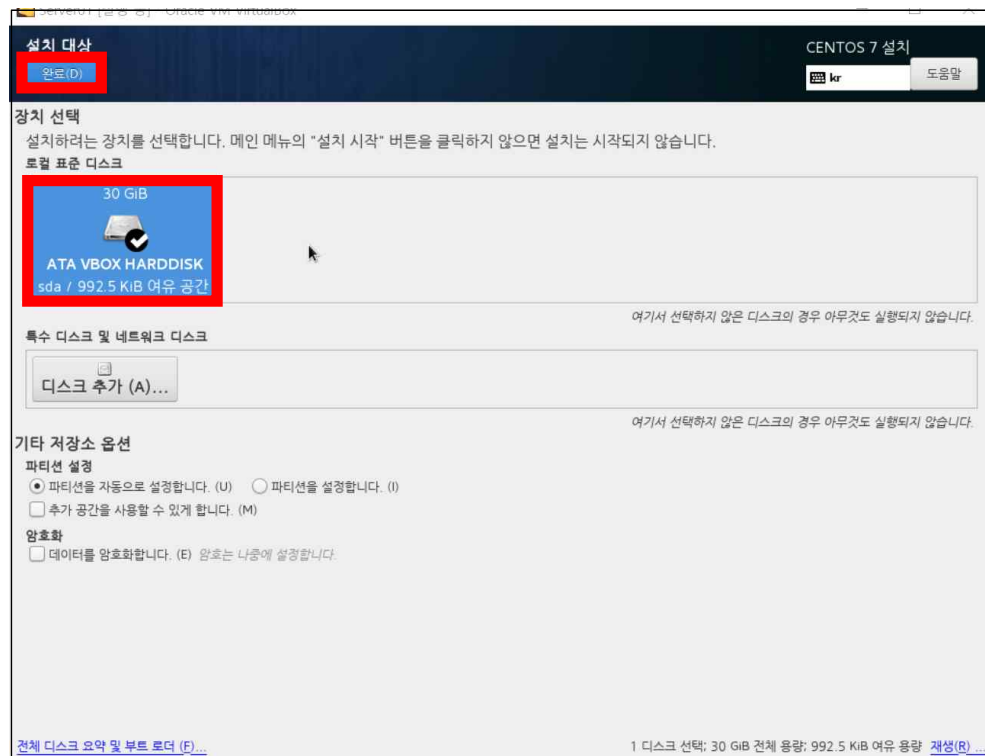 Server01 [실행 중] - Oracle VM VirtualBox
설치 대상
CENTOS 7 설치
완료(D)
kr
도움말
장치 선택
설치하려는 장치를 선택합니다. 메인 메뉴의 "설치 시작" 버튼을 클릭하지 않으면 설치는 시작되지 않습니다.
로컬 표준 디스크
30 GiB
ATA VBOX HARDDISK
sda / 992.5 KiB 여유 공간
여기서 선택하지 않은 디스크의 경우 아무것도 실행되지 않습니다.
특수 디스크 및 네트워크 디스크
디스크 추가 (A)...
여기서 선택하지 않은 디스크의 경우 아무것도 실행되지 않습니다.
기타 저장소 옵션
파티션 설정
파티션을 자동으로 설정합니다. (U) 파티션을 설정합니다. (I)
추가 공간을 사용할 수 있게 합니다. (M)
암호화
데이터를 암호화합니다. (E) 암호는 나중에 설정합니다.
전체 디스크 요약 및 부트 로더 (F)...
1 디스크 선택; 30 GiB 전체 용량; 992.5 KiB 여유 용량 재생(R) ...